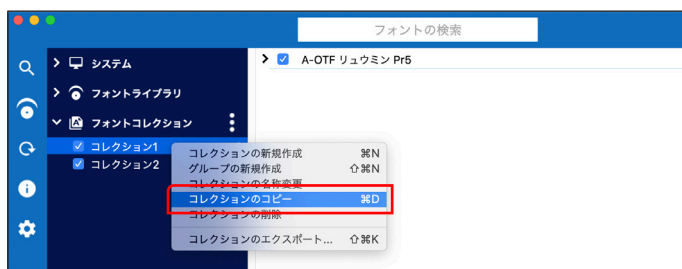 フォントの検索
システム
フォントライブラリ
フォントコレクション
コレクション1
コレクション2
A-OTF リュウミン Pr5
コレクションの新規作成 ⌘N
グループの新規作成 ⇧⌘N
コレクションの名称変更
コレクションのコピー ⌘D
コレクションの削除
コレクションのエクスポート... ⇧⌘K